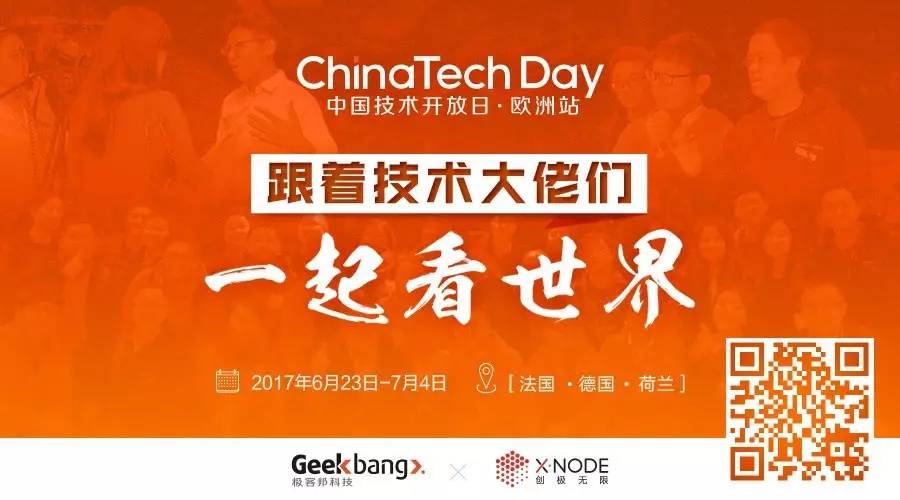 ChinaTech Day
中国技术开放日·欧洲站
跟着技术大佬们
一起看世界
2017年6月23日-7月4日 [ 法国 · 德国 · 荷兰 ]
Geekbang>. × X·NODE
极客邦科技 创极无限